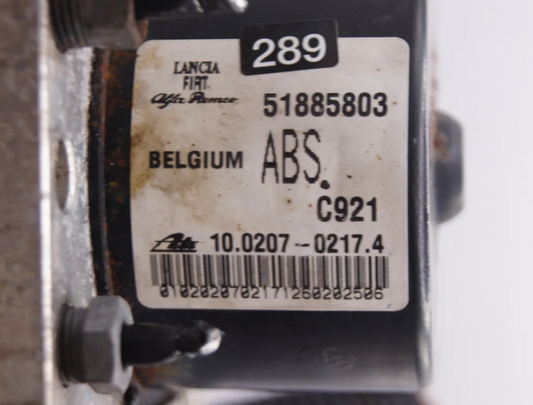 289
LANCIA
FIAT
Alfa Romeo
51885803
BELGIUM ABS.
C921
Ate 10.0207-0217.4
0102020702171260202506